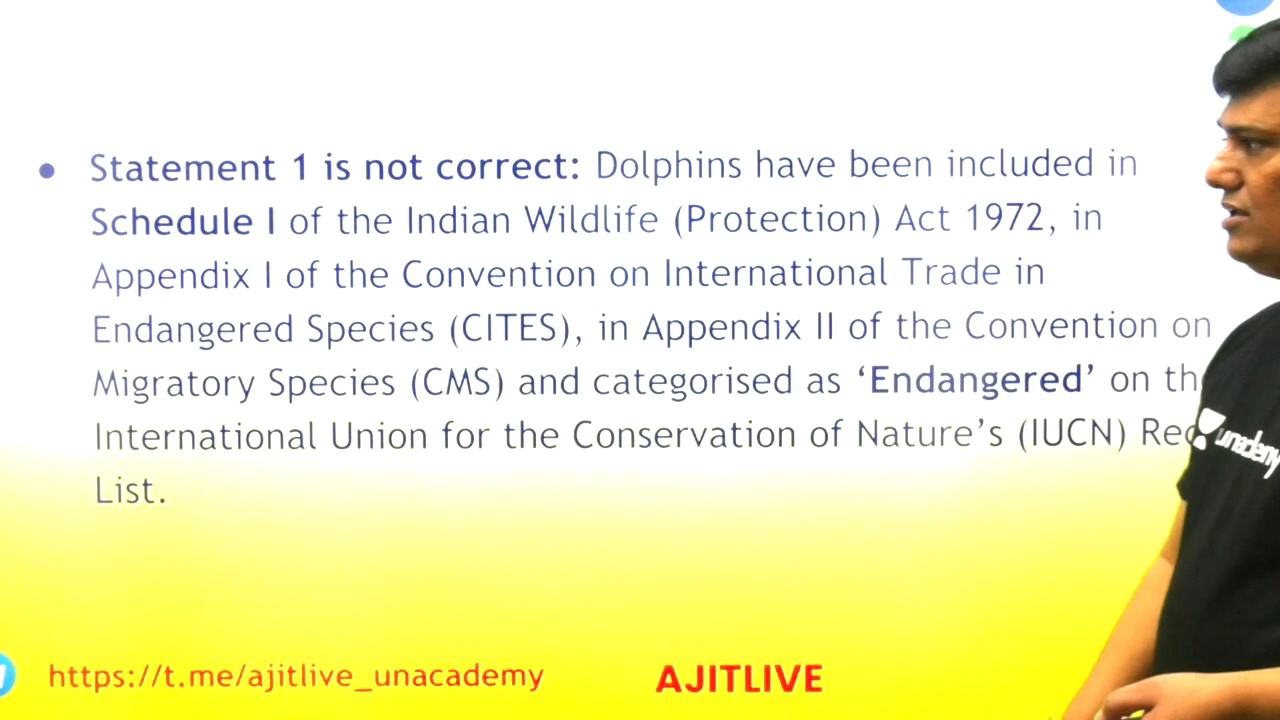 • Statement 1 is not correct: Dolphins have been included in
Schedule I of the Indian Wildlife (Protection) Act 1972, in
Appendix I of the Convention on International Trade in
Endangered Species (CITES), in Appendix II of the Convention on
Migratory Species (CMS) and categorised as ‘Endangered’ on th
International Union for the Conservation of Nature’s (IUCN) Red
List.
unademy
https://t.me/ajitlive_unacademy
AJITLIVE